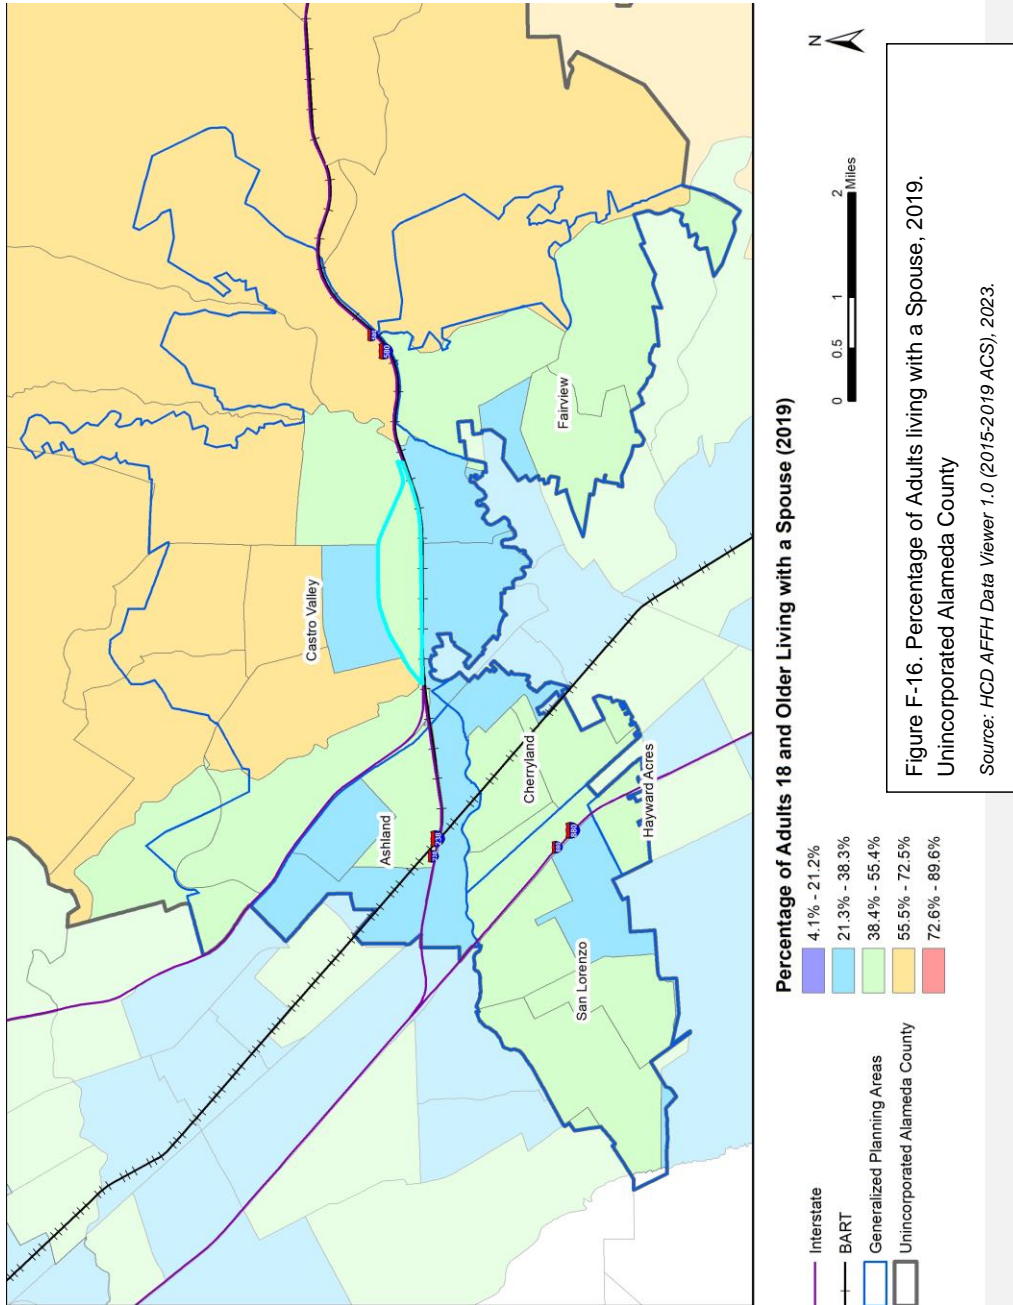 N
Castro Valley
Ashland
Cherryland
Fairview
Hayward Acres
San Lorenzo
580
238
880
Percentage of Adults 18 and Older Living with a Spouse (2019)
Interstate
BART
Generalized Planning Areas
Unincorporated Alameda County
4.1% - 21.2%
21.3% - 38.3%
38.4% - 55.4%
55.5% - 72.5%
72.6% - 89.6%
0 0.5 1 2
Miles
Figure F-16. Percentage of Adults living with a Spouse, 2019.
Unincorporated Alameda County
Source: HCD AFFH Data Viewer 1.0 (2015-2019 ACS), 2023.